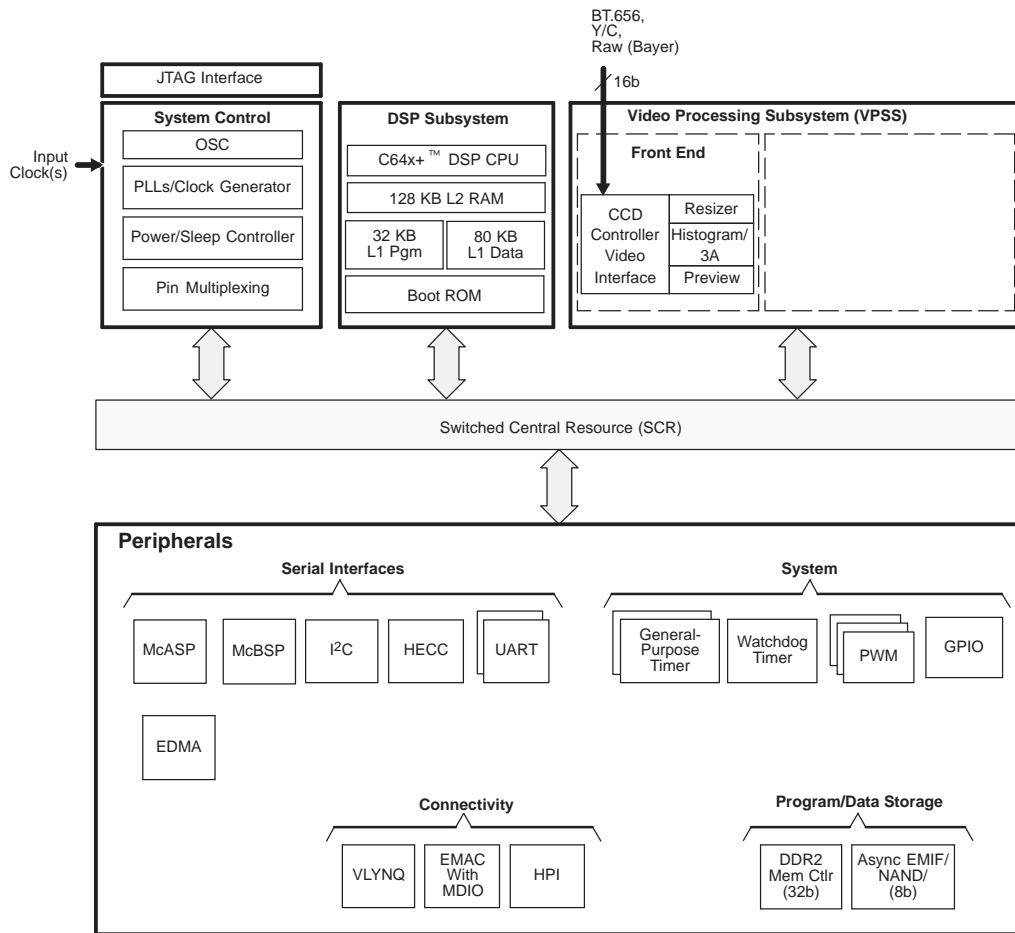 BT.656,
Y/C,
Raw (Bayer)
16b
JTAG Interface
System Control
OSC
PLLs/Clock Generator
Power/Sleep Controller
Pin Multiplexing
Input
Clock(s)
DSP Subsystem
C64x+™ DSP CPU
128 KB L2 RAM
32 KB
L1 Pgm
80 KB
L1 Data
Boot ROM
Video Processing Subsystem (VPSS)
Front End
CCD
Controller
Video
Interface
Resizer
Histogram/
3A
Preview
Switched Central Resource (SCR)
Peripherals
Serial Interfaces
McASP
McBSP
I²C
HECC
UART
System
General-
Purpose
Timer
Watchdog
Timer
PWM
GPIO
EDMA
Connectivity
VLYNQ
EMAC
With
MDIO
HPI
Program/Data Storage
DDR2
Mem Ctlr
(32b)
Async EMIF/
NAND/
(8b)